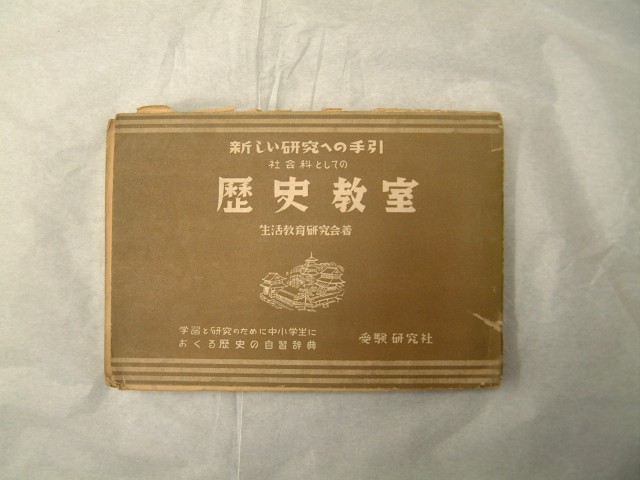 新しい研究への手引
社会科としての
歴史教室
生活教育研究会著
学習と研究のために中小学生に
おくる歴史の自習辞典
受験研究社